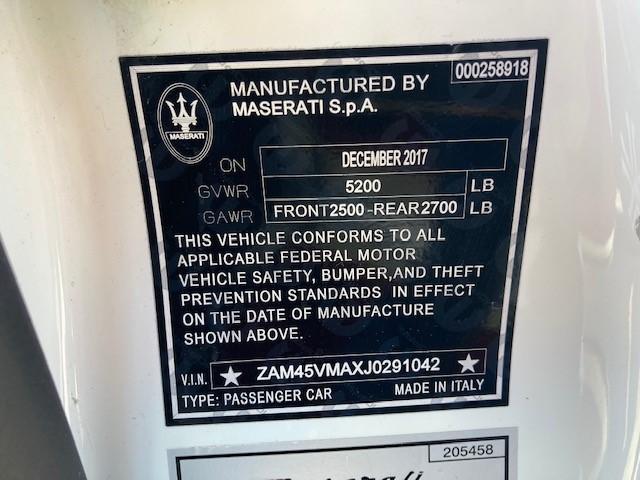 000258918
MANUFACTURED BY
MASERATI S.p.A.
MASERATI
ON DECEMBER 2017
GVWR 5200 LB
GAWR FRONT2500-REAR2700 LB
THIS VEHICLE CONFORMS TO ALL
APPLICABLE FEDERAL MOTOR
VEHICLE SAFETY, BUMPER,AND THEFT
PREVENTION STANDARDS IN EFFECT
ON THE DATE OF MANUFACTURE
SHOWN ABOVE.
V.I.N. ★ ZAM45VMAXJ0291042 ★
TYPE: PASSENGER CAR MADE IN ITALY
205458